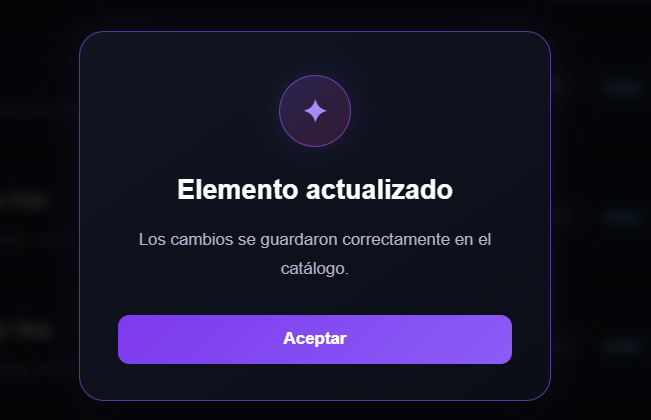 Elemento actualizado
Los cambios se guardaron correctamente en el
catálogo.
Aceptar